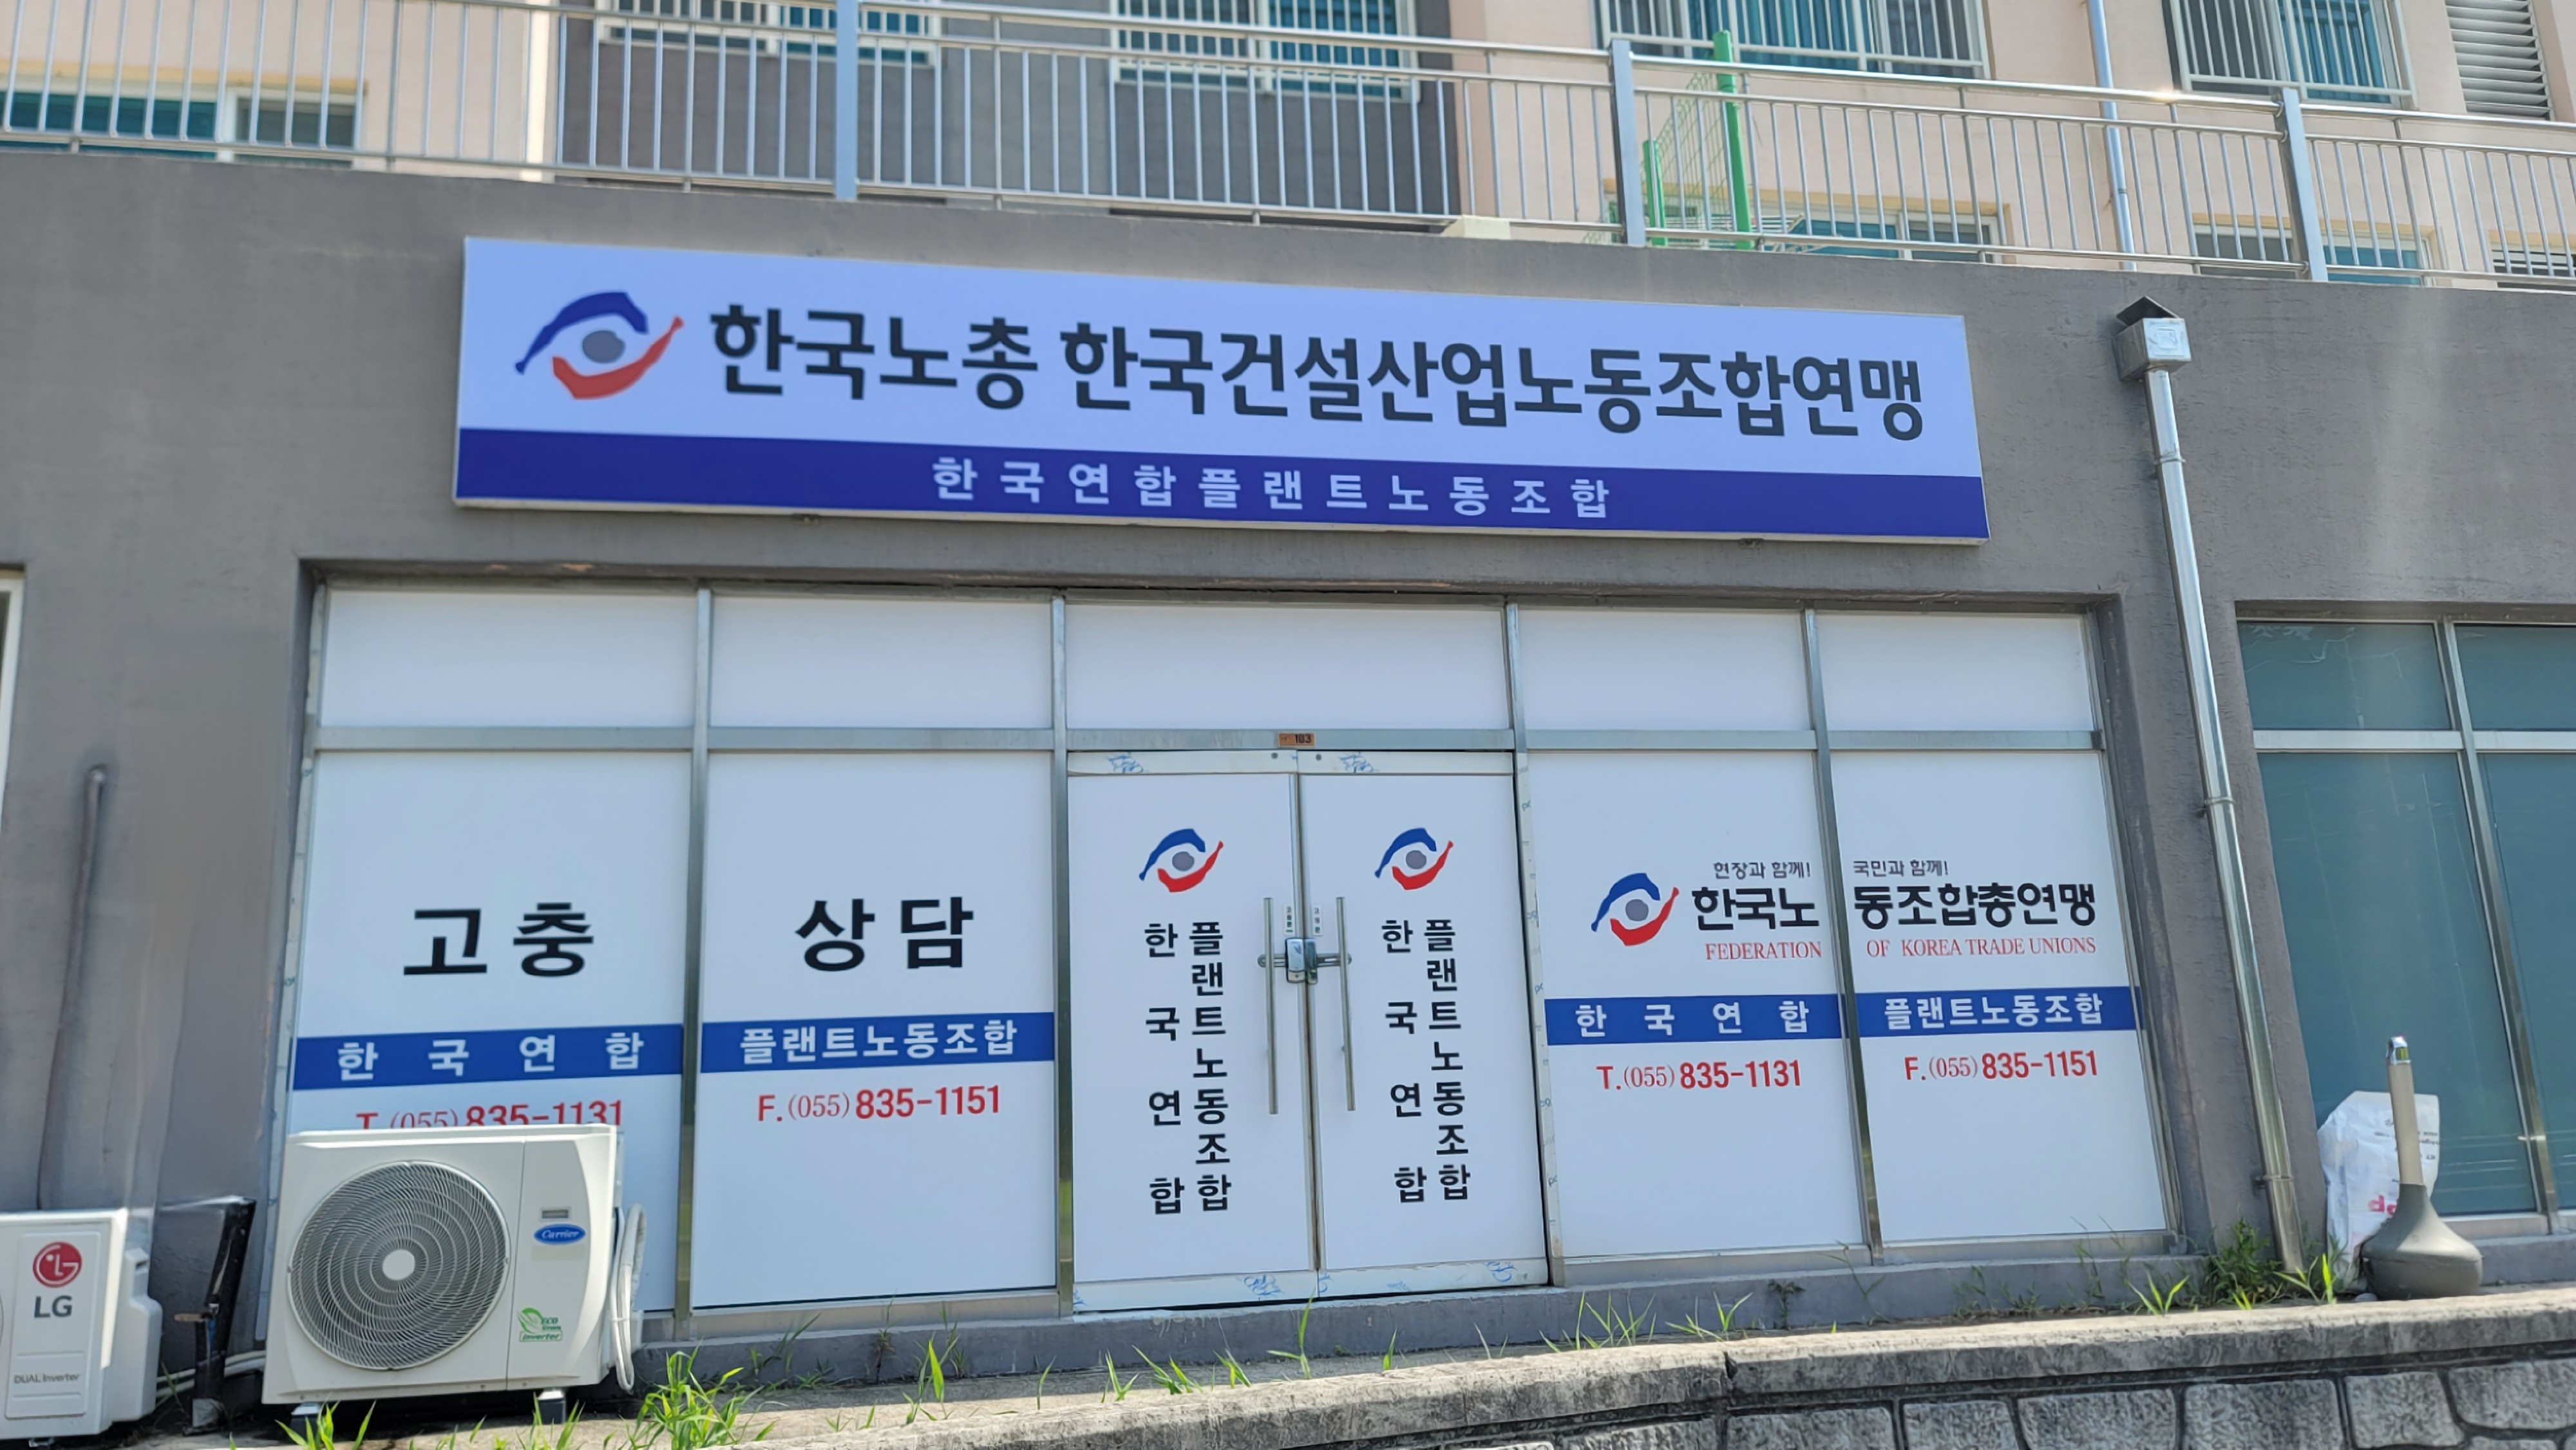 한국노총 한국건설산업노동조합연맹
한국연합플랜트노동조합
103
고충
한국연합
T.(055)835-1131
상담
플랜트노동조합
F.(055)835-1151
한국연합
플랜트노동조합
한국연합
플랜트노동조합
현장과 함께! 국민과 함께!
한국노 동조합총연맹
FEDERATION OF KOREA TRADE UNIONS
한국연합 플랜트노동조합
T.(055)835-1131 F.(055)835-1151
LG
DUAL Inverter
Carrier
ECO
Inverter